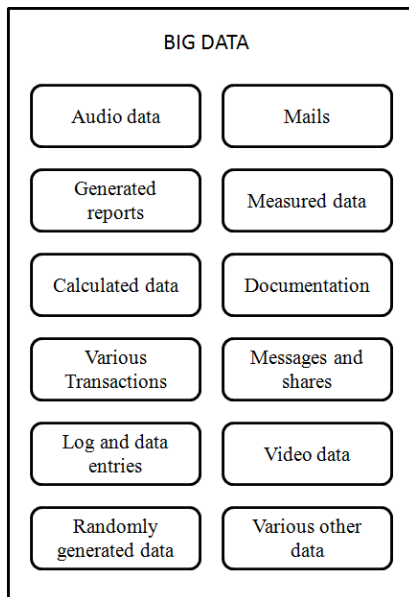 BIG DATA
Audio data
Mails
Generated
reports
Measured data
Calculated data
Documentation
Various
Transactions
Messages and
shares
Log and data
entries
Video data
Randomly
generated data
Various other
data